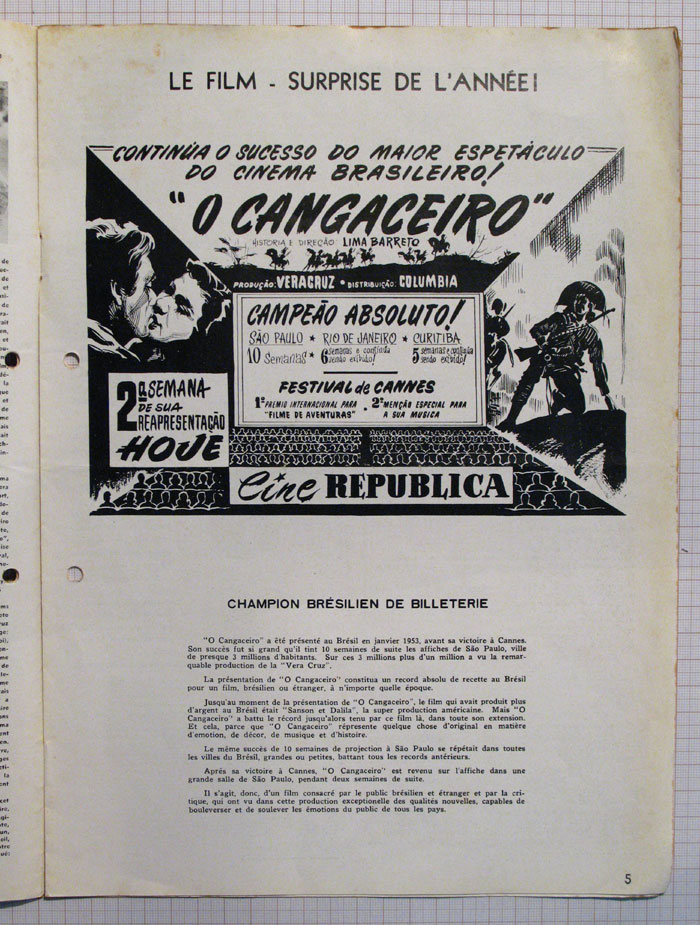 LE FILM - SURPRISE DE L'ANNÉE!
CONTINÚA O SUCESSO DO MAIOR ESPETÁCULO
DO CINEMA BRASILEIRO!
"O CANGACEIRO"
HISTORIA E DIREÇÃO LIMA BARRETO
PRODUÇÃO: VERACRUZ • DISTRIBUIÇÃO: COLUMBIA
CAMPEÃO ABSOLUTO!
SÃO PAULO ★ RIO DE JANEIRO ★ CURITIBA
10 Semanas ★ 6 semanas e continúa sendo exibido! 5 semanas e continúa sendo exibido!
FESTIVAL de CANNES
1º PREMIO INTERNACIONAL PARA "FILME DE AVENTURAS" • 2º MENÇÃO ESPECIAL PARA A SUA MUSICA
2ª SEMANA
DE SUA
REAPRESENTAÇÃO
HOJE
Cine REPUBLICA
CHAMPION BRÉSILIEN DE BILLETERIE
"O Cangaceiro" a été présenté au Brésil en janvier 1953, avant sa victoire à Cannes.
Son succès fut si grand qu'il tint 10 semaines de suite les affiches de São Paulo, ville
de presque 3 millions d'habitants. Sur ces 3 millions plus d'un million a vu la remar-
quable production de la "Vera Cruz".
La présentation de "O Cangaceiro" constitua un record absolu de recette au Brésil
pour un film, brésilien ou étranger, à n'importe quelle époque.
Jusqu'au moment de la présentation de "O Cangaceiro", le film qui avait produit plus
d'argent au Brésil était "Sanson et Dalila", la super production américaine. Mais "O
Cangaceiro" a battu le récord jusqu'alors tenu par ce film là, dans toute son extension.
Et cela, parce que "O Cangaceiro" représente quelque chose d'original en matière
d'emotion, de décor, de musique et d'histoire.
Le même succès de 10 semaines de projection à São Paulo se répétait dans toutes
les villes du Brésil, grandes ou petites, battant tous les records antérieurs.
Aprés sa victoire à Cannes, "O Cangaceiro" est revenu sur l'affiche dans une
grande salle de São Paulo, pendant deux semaines de suite.
Il s'agit, donc, d'un film consacré par le public brésilien et étranger et par la cri-
tique, qui ont vu dans cette production exceptionelle des qualités nouvelles, capables de
bouleverser et de soulever les émotions du public de tous les pays.
5